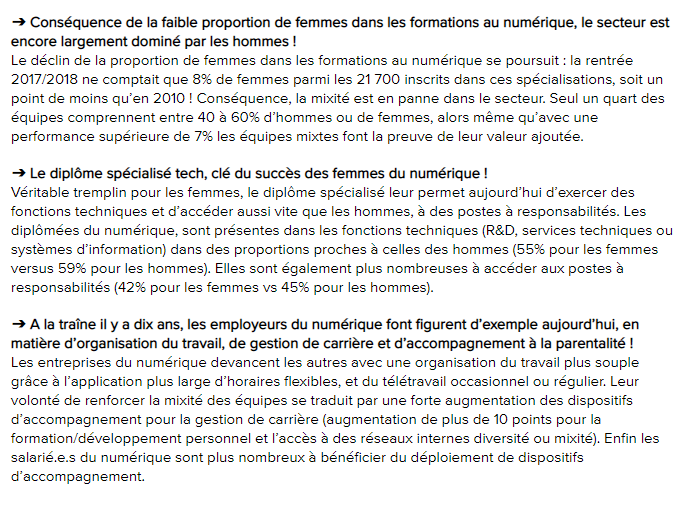 ➔ Conséquence de la faible proportion de femmes dans les formations au numérique, le secteur est
encore largement dominé par les hommes !
Le déclin de la proportion de femmes dans les formations au numérique se poursuit : la rentrée
2017/2018 ne comptait que 8% de femmes parmi les 21 700 inscrits dans ces spécialisations, soit un
point de moins qu'en 2010 ! Conséquence, la mixité est en panne dans le secteur. Seul un quart des
équipes comprennent entre 40 à 60% d'hommes ou de femmes, alors même qu'avec une
performance supérieure de 7% les équipes mixtes font la preuve de leur valeur ajoutée.
➔ Le diplôme spécialisé tech, clé du succès des femmes du numérique !
Véritable tremplin pour les femmes, le diplôme spécialisé leur permet aujourd'hui d'exercer des
fonctions techniques et d'accéder aussi vite que les hommes, à des postes à responsabilités. Les
diplômées du numérique, sont présentes dans les fonctions techniques (R&D, services techniques ou
systèmes d'information) dans des proportions proches à celles des hommes (55% pour les femmes
versus 59% pour les hommes). Elles sont également plus nombreuses à accéder aux postes à
responsabilités (42% pour les femmes vs 45% pour les hommes).
➔ A la traîne il y a dix ans, les employeurs du numérique font figurent d'exemple aujourd'hui, en
matière d'organisation du travail, de gestion de carrière et d'accompagnement à la parentalité !
Les entreprises du numérique devancent les autres avec une organisation du travail plus souple
grâce à l'application plus large d'horaires flexibles, et du télétravail occasionnel ou régulier. Leur
volonté de renforcer la mixité des équipes se traduit par une forte augmentation des dispositifs
d'accompagnement pour la gestion de carrière (augmentation de plus de 10 points pour la
formation/développement personnel et l'accès à des réseaux internes diversité ou mixité). Enfin les
salarié.e.s du numérique sont plus nombreux à bénéficier du déploiement de dispositifs
d'accompagnement.